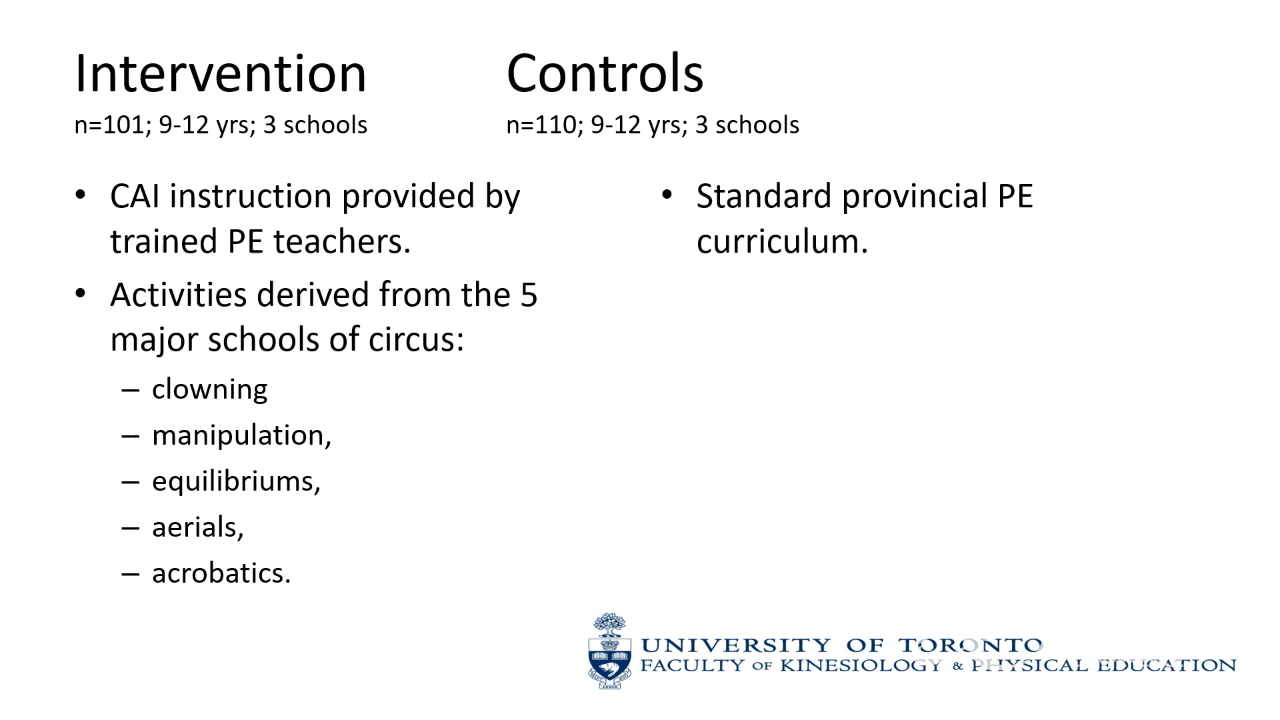 Intervention
n=101; 9-12 yrs; 3 schools
• CAI instruction provided by
trained PE teachers.
• Activities derived from the 5
major schools of circus:
– clowning
– manipulation,
– equilibriums,
– aerials,
– acrobatics.
Controls
n=110; 9-12 yrs; 3 schools
• Standard provincial PE
curriculum.
UNIVERSITY OF TORONTO
FACULTY OF KINESIOLOGY & PHYSICAL EDUCATION